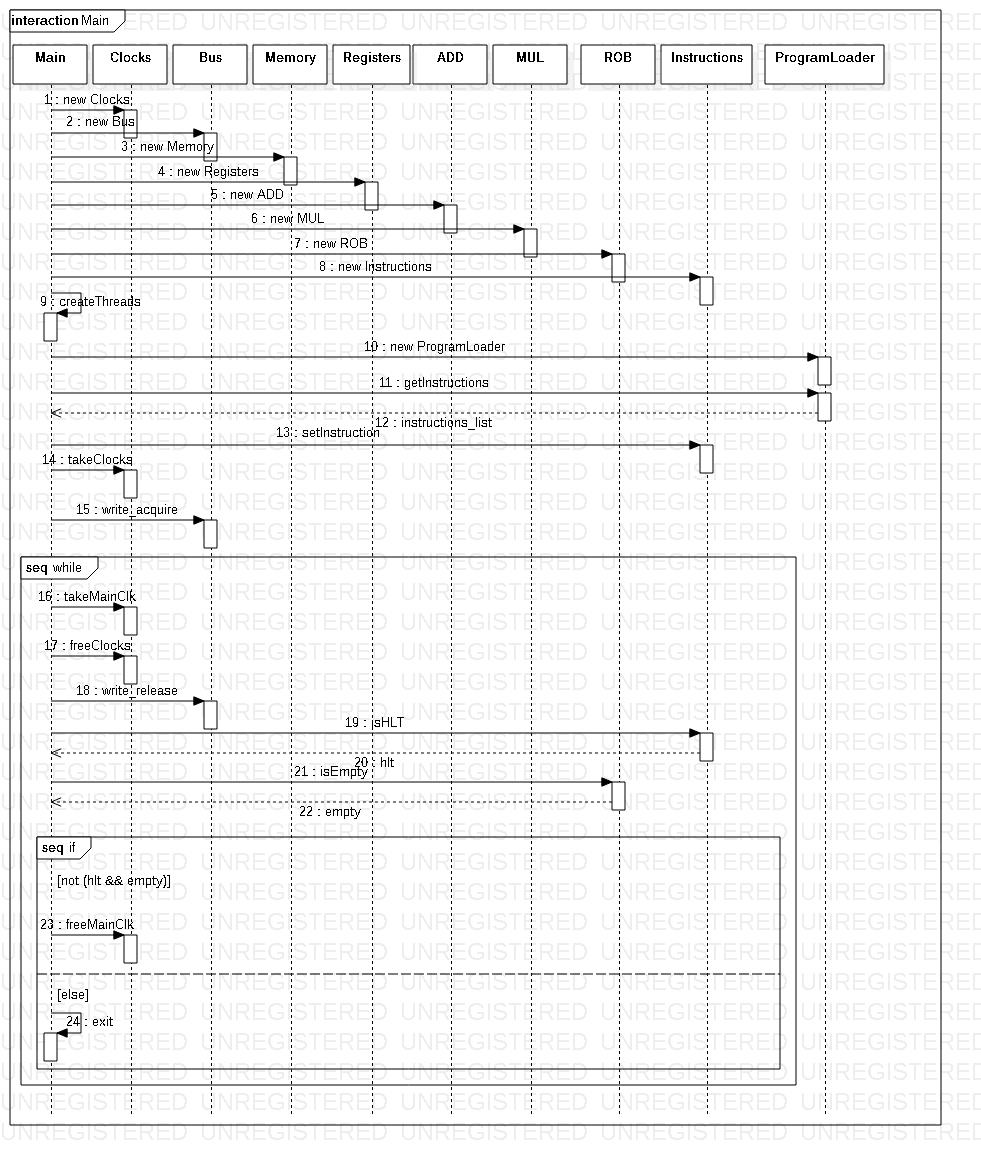 interaction Main
Main Clocks Bus Memory Registers ADD MUL ROB Instructions ProgramLoader
1 : new Clocks
2 : new Bus
3 : new Memory
4 : new Registers
5 : new ADD
6 : new MUL
7 : new ROB
8 : new Instructions
9 : createThreads
10 : new ProgramLoader
11 : getInstructions
12 : instructions_list
13 : setInstruction
14 : takeClocks
15 : write_acquire
seq while
16 : takeMainClk
17 : freeClocks
18 : write_release
19 : isHLT
20 : hlt
21 : isEmpty
22 : empty
seq if
[not (hlt && empty)]
23 : freeMainClk
[else]
24 : exit
UNREGISTERED